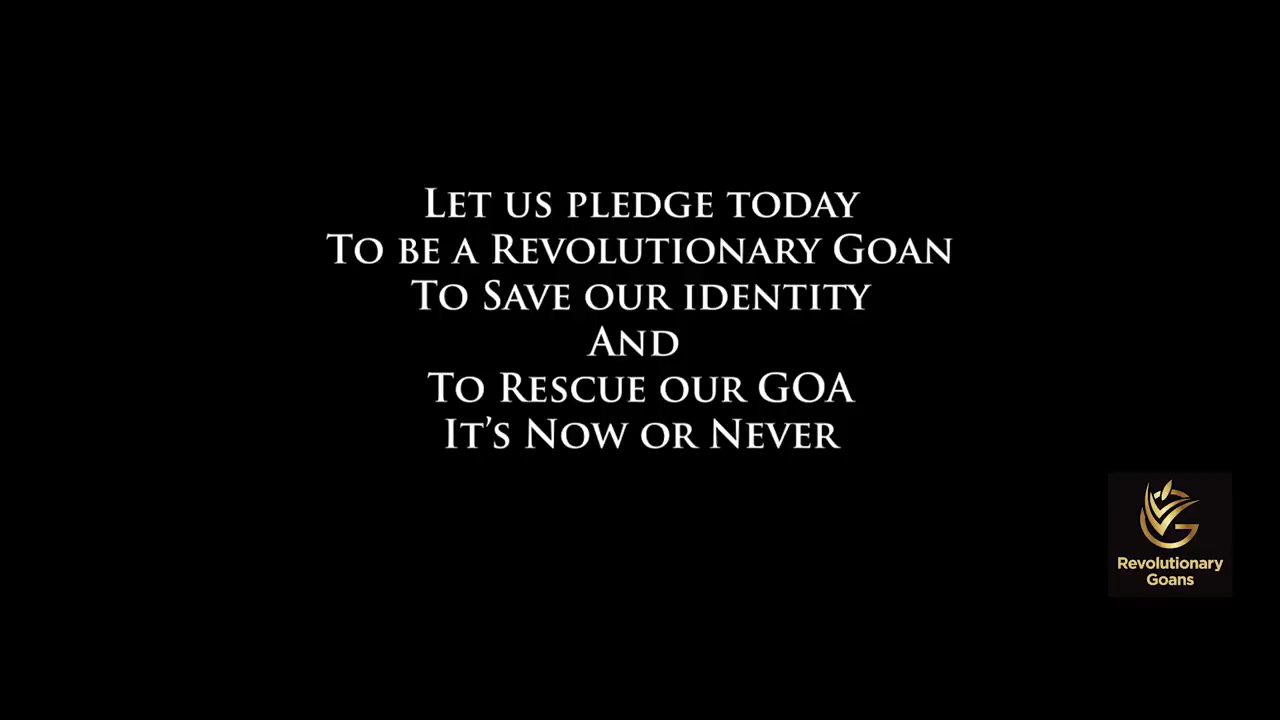 Let us pledge today
To be a Revolutionary Goan
To Save our identity
And
To Rescue our GOA
It’s Now or Never
Revolutionary
Goans